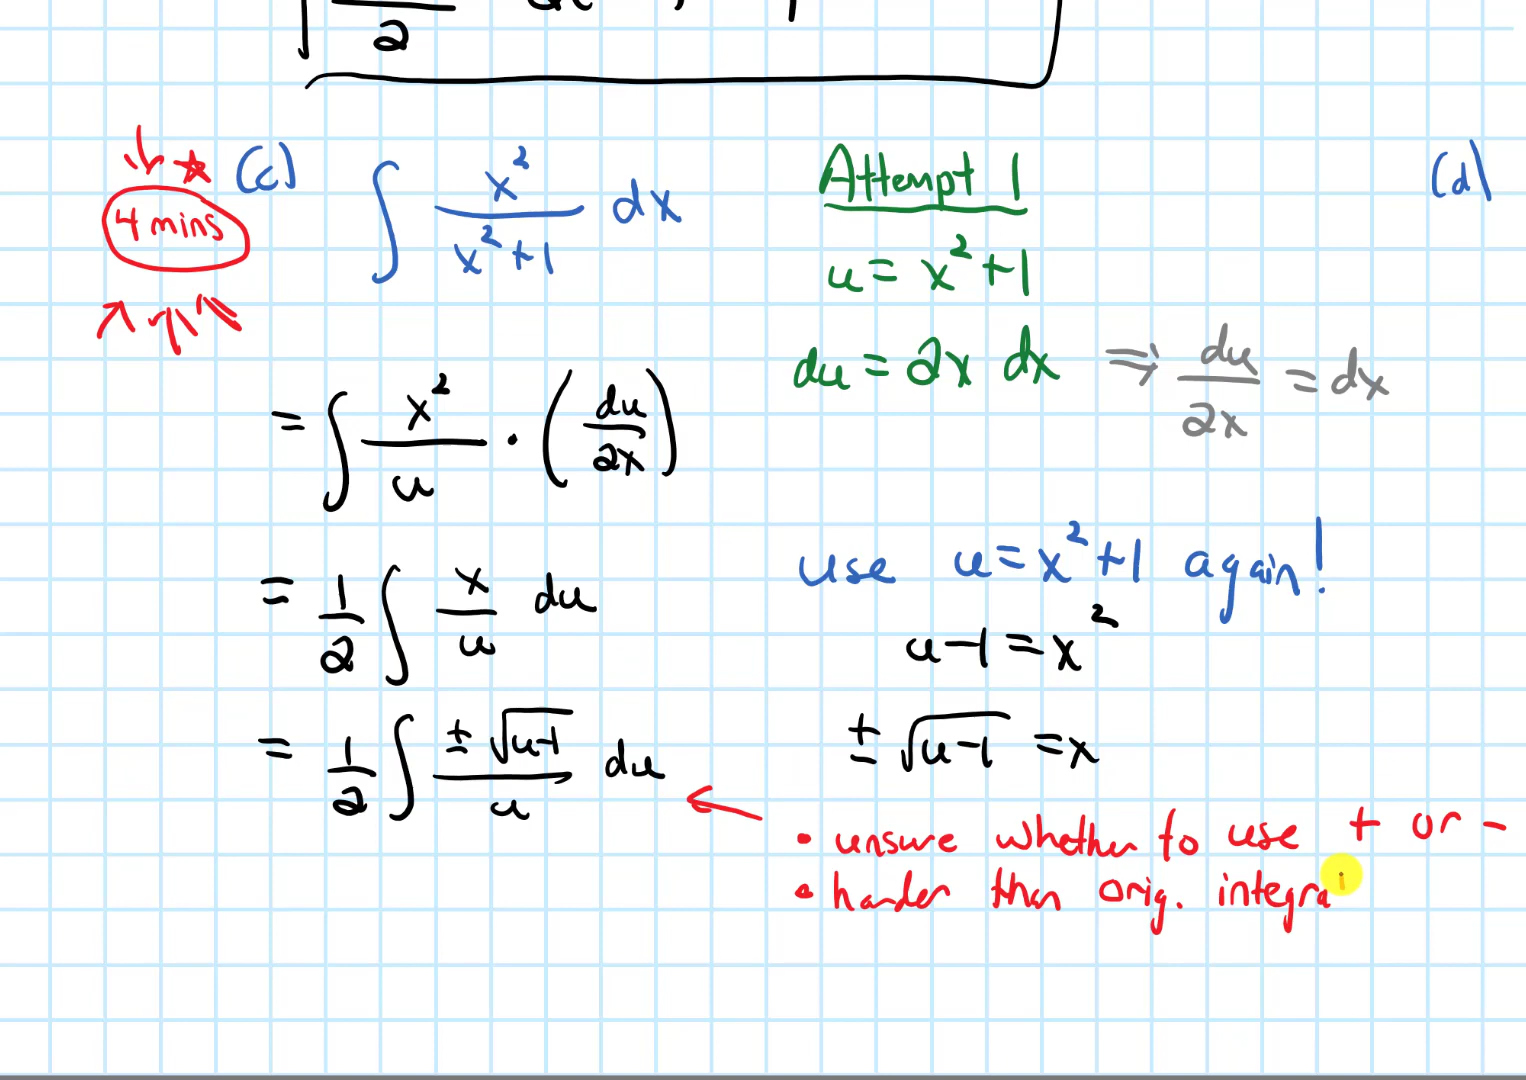 2
4 mins
(c) ∫ x²/(x²+1) dx
= ∫ x²/u · (du/2x)
= 1/2 ∫ x/u du
= 1/2 ∫ ±√(u-1)/u du
Attempt 1
u = x²+1
du = 2x dx ⇒ du/2x = dx
use u = x²+1 again!
u-1 = x²
±√(u-1) = x
• unsure whether to use + or -
• harder than orig. integra
(d)